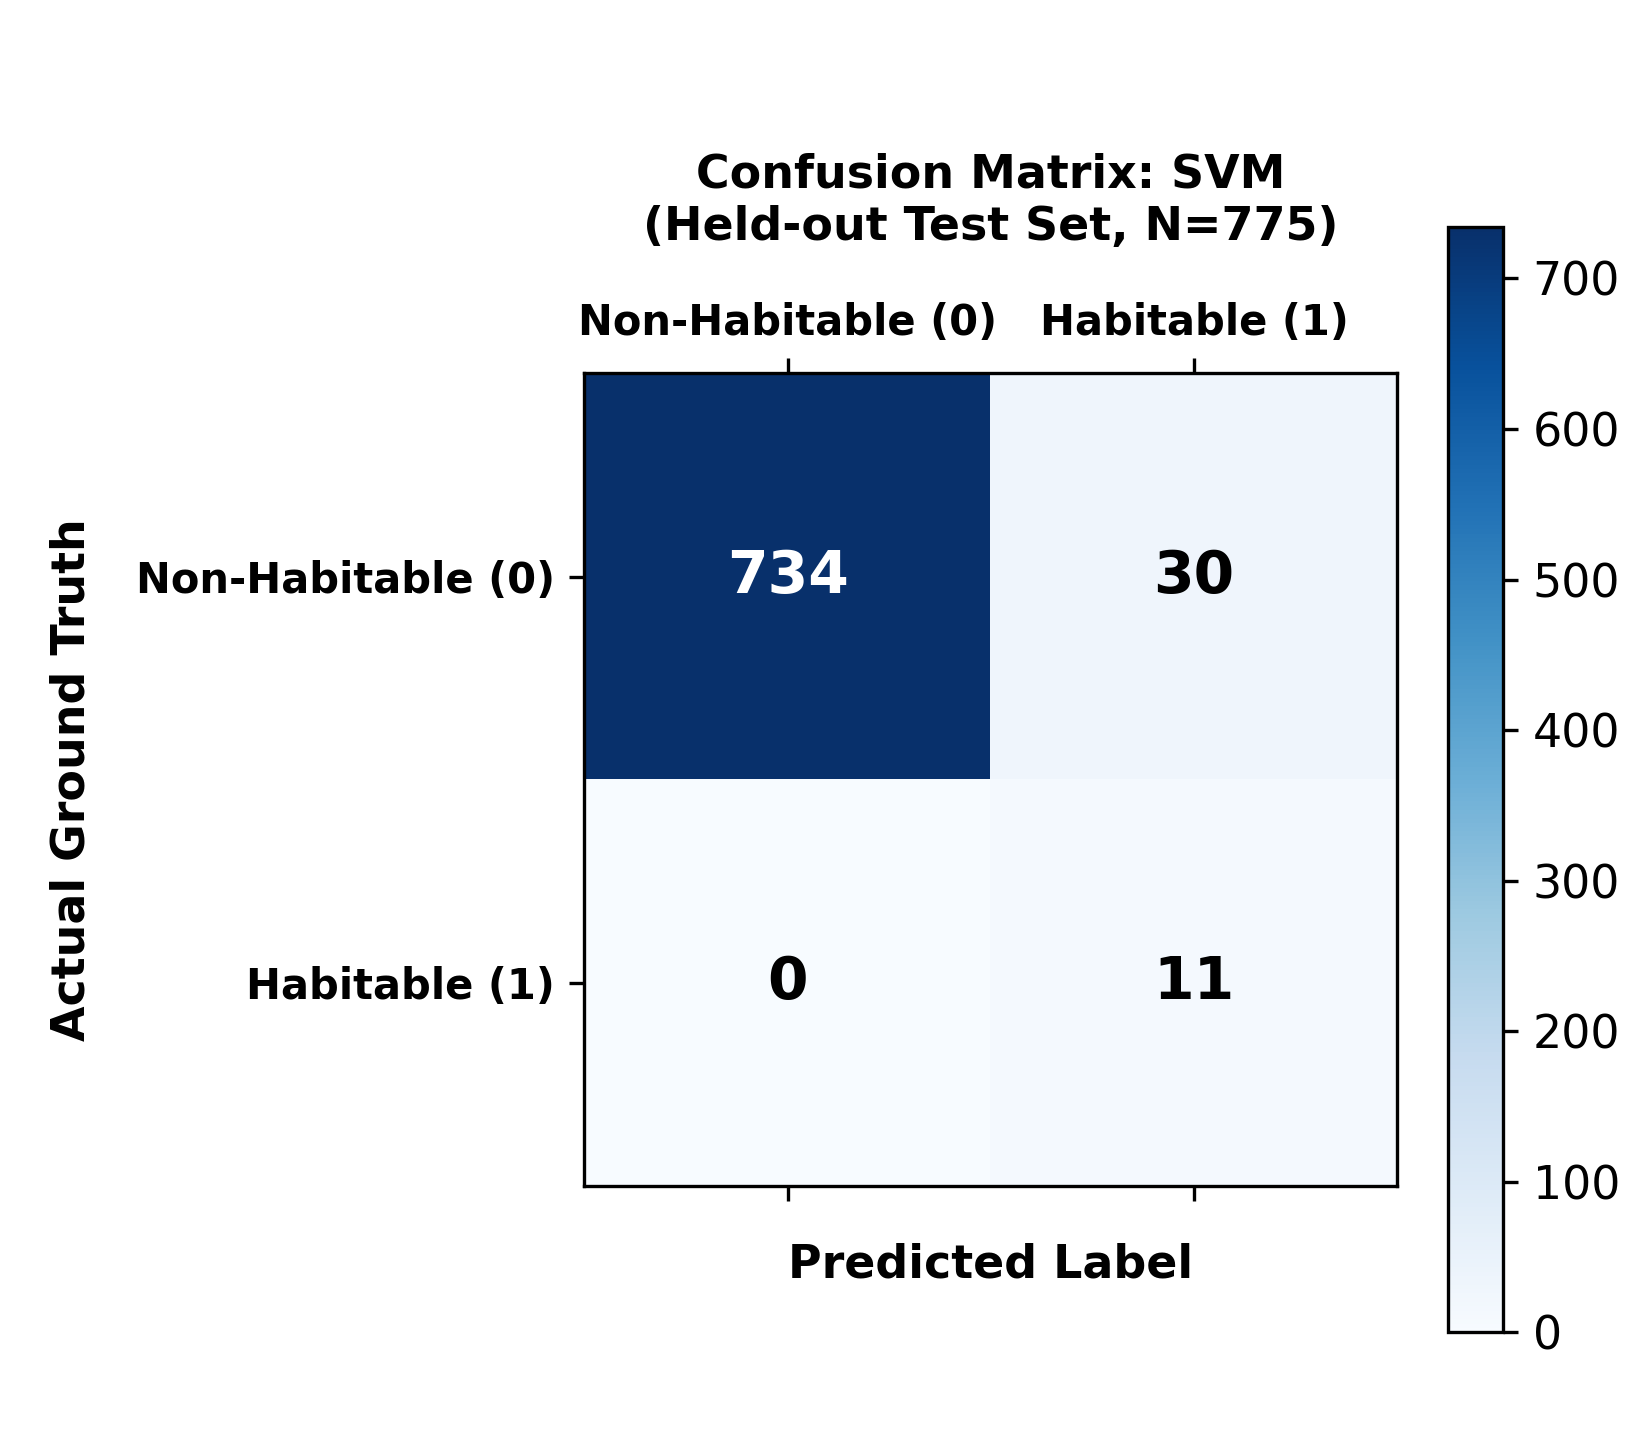 Confusion Matrix: SVM
(Held-out Test Set, N=775)
Non-Habitable (0) Habitable (1)
Actual Ground Truth
Non-Habitable (0)
734 30
Habitable (1)
0 11
Predicted Label
700
600
500
400
300
200
100
0